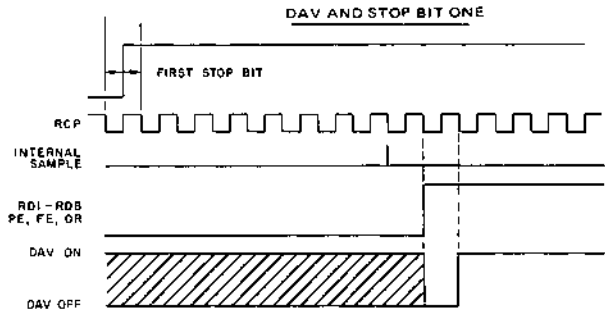 DAV AND STOP BIT ONE
FIRST STOP BIT
RCP
INTERNAL
SAMPLE
RD1-RD8
PE, FE, OR
DAV ON
DAV OFF